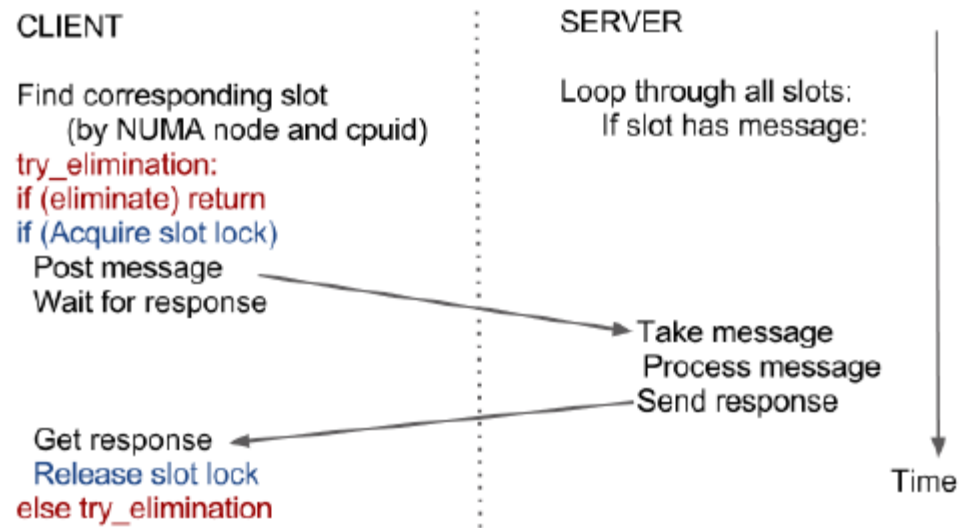 CLIENT
Find corresponding slot
(by NUMA node and cpuid)
try_elimination:
if (eliminate) return
if (Acquire slot lock)
Post message
Wait for response
Get response
Release slot lock
else try_elimination
SERVER
Loop through all slots:
If slot has message:
Take message
Process message
Send response
Time